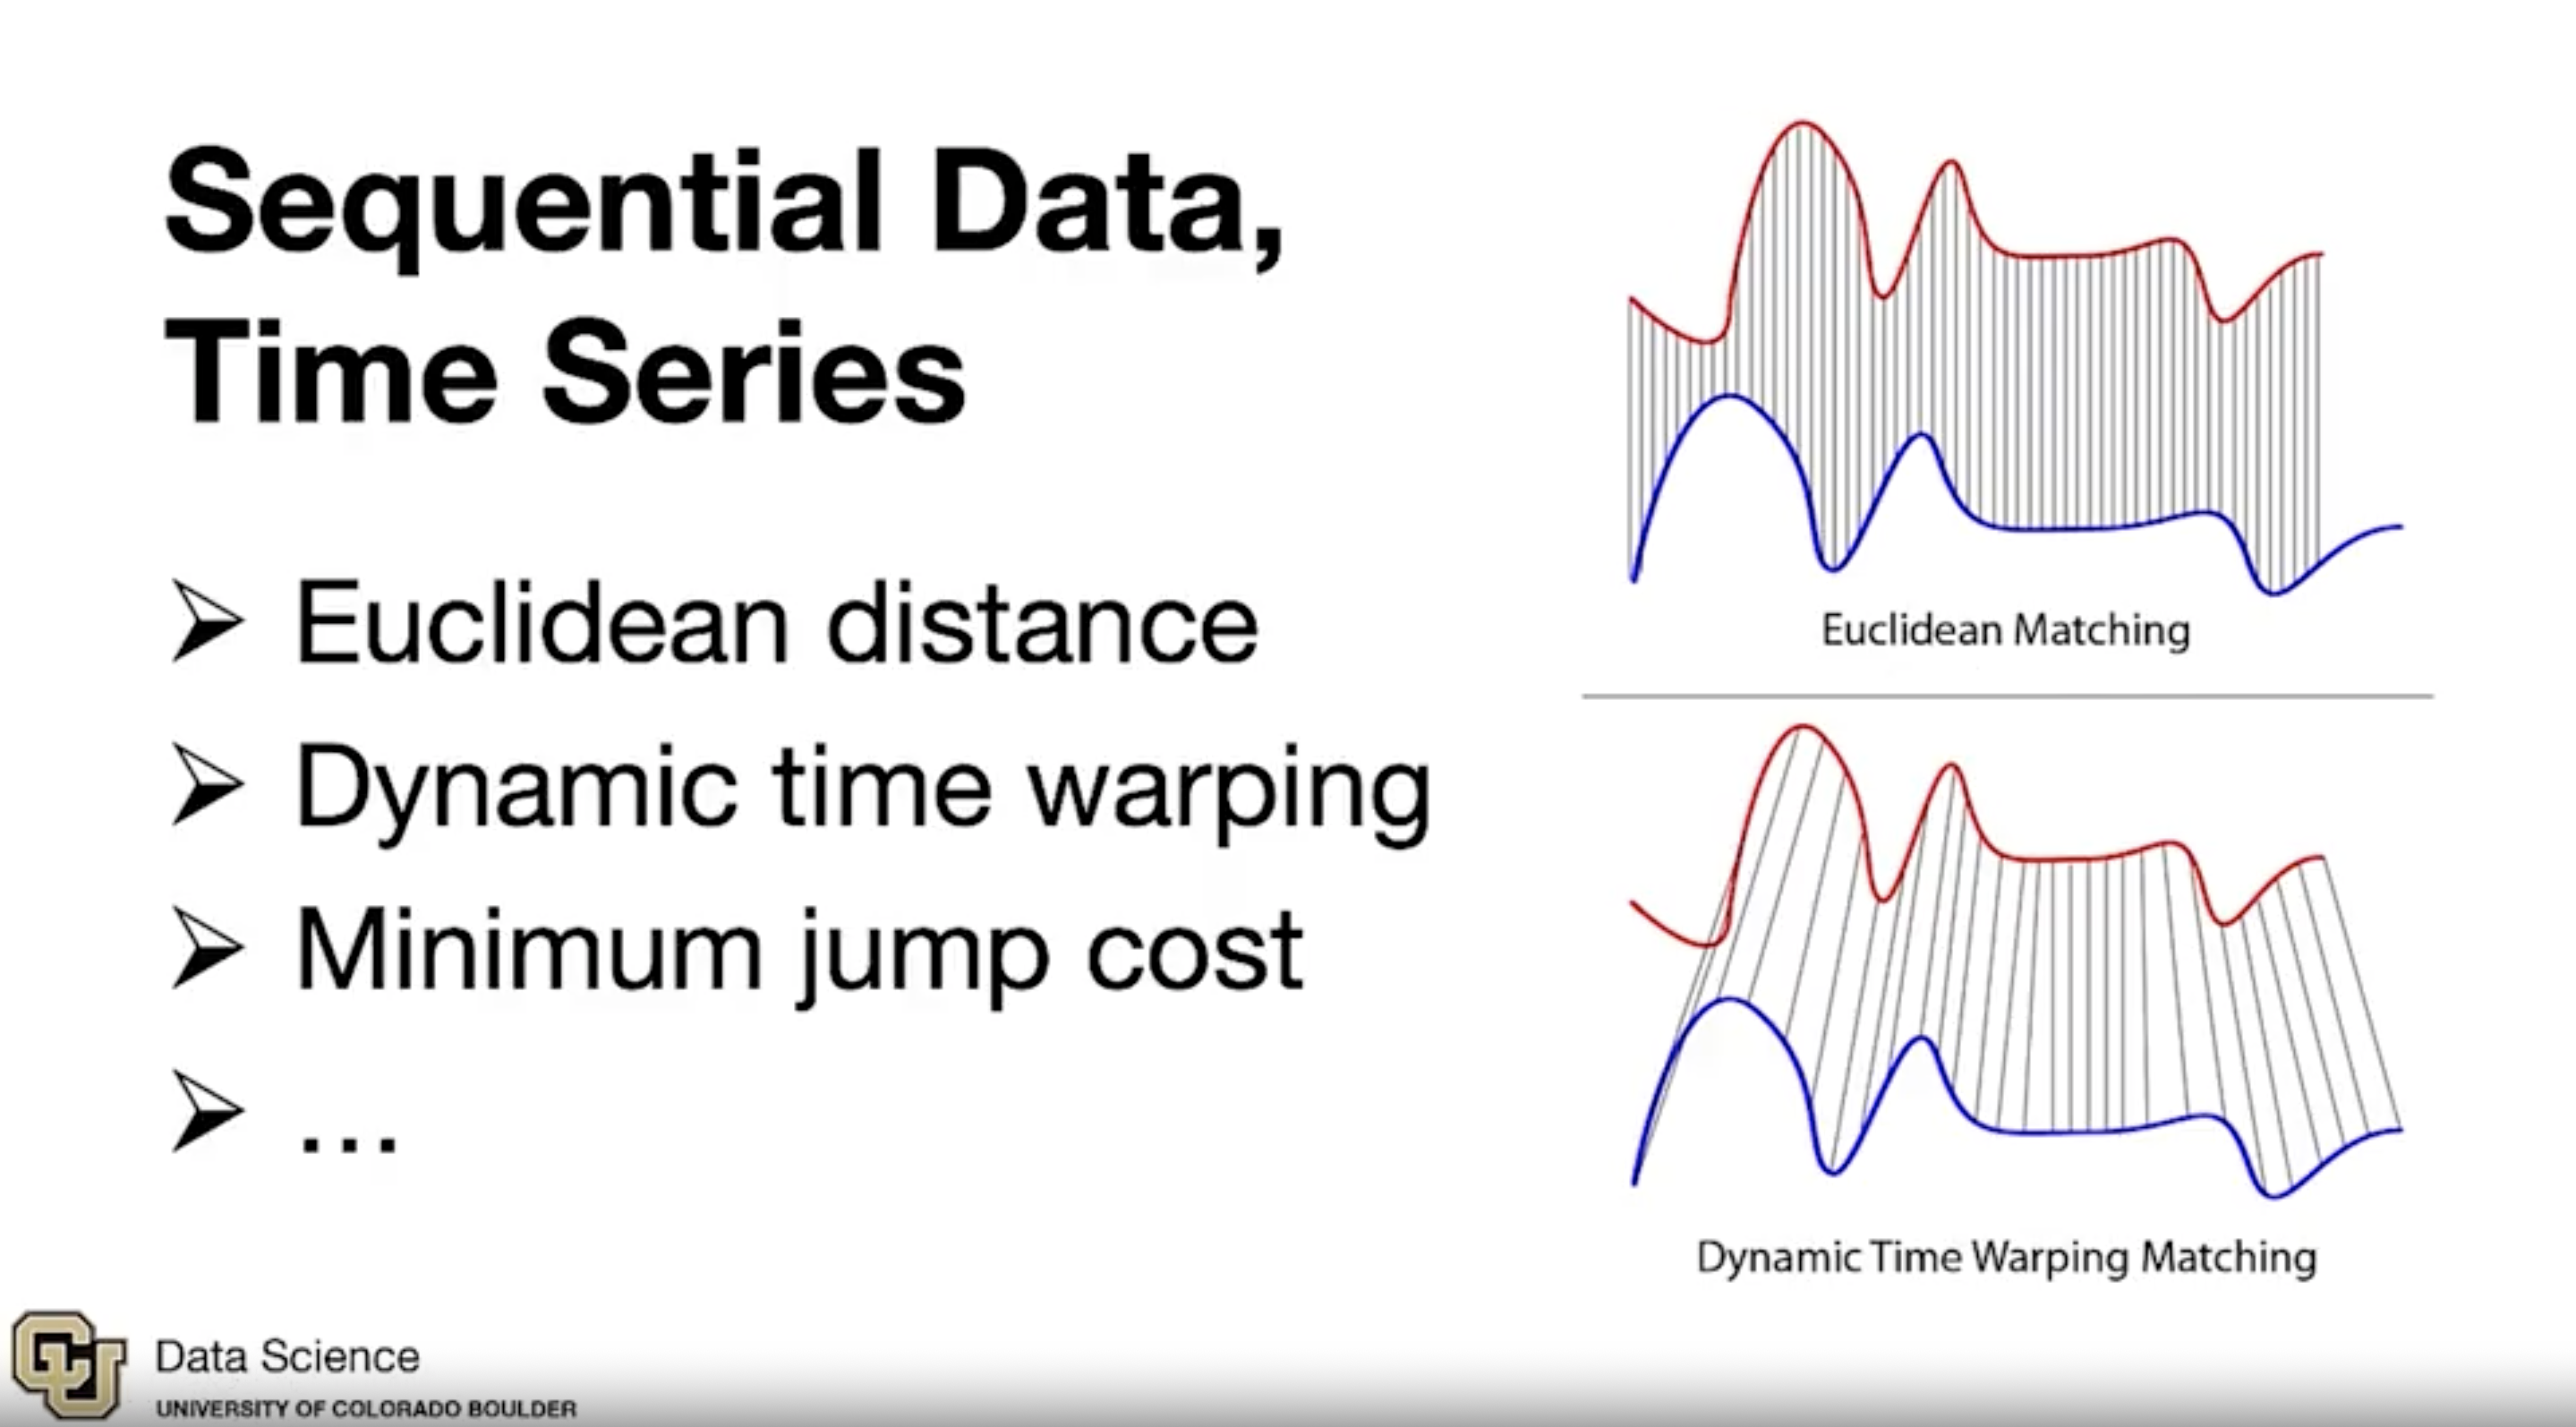 Sequential Data,
Time Series
➢ Euclidean distance
➢ Dynamic time warping
➢ Minimum jump cost
➢ ...
Euclidean Matching
Dynamic Time Warping Matching
CU
Data Science
UNIVERSITY OF COLORADO BOULDER